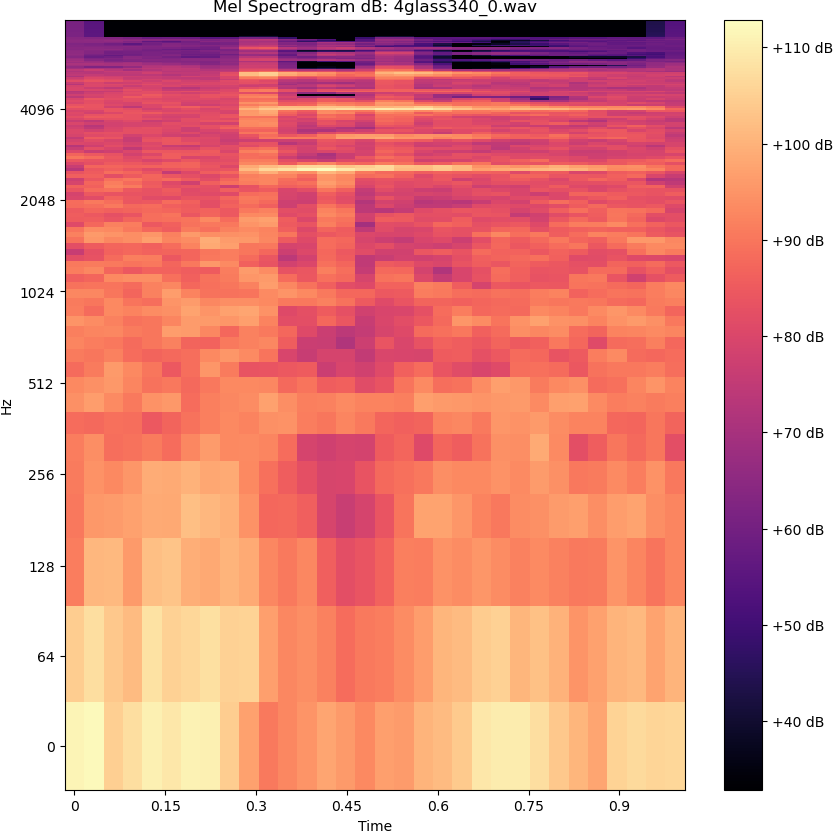 Mel Spectrogram dB: 4glass340_0.wav
+110 dB
4096
+100 dB
2048
+90 dB
1024
+80 dB
512
Hz
+70 dB
256
+60 dB
128
+50 dB
64
+40 dB
0
0 0.15 0.3 0.45 0.6 0.75 0.9
Time